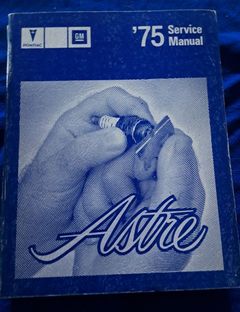 PONTIAC
GM
'75 Service
Manual
Astre